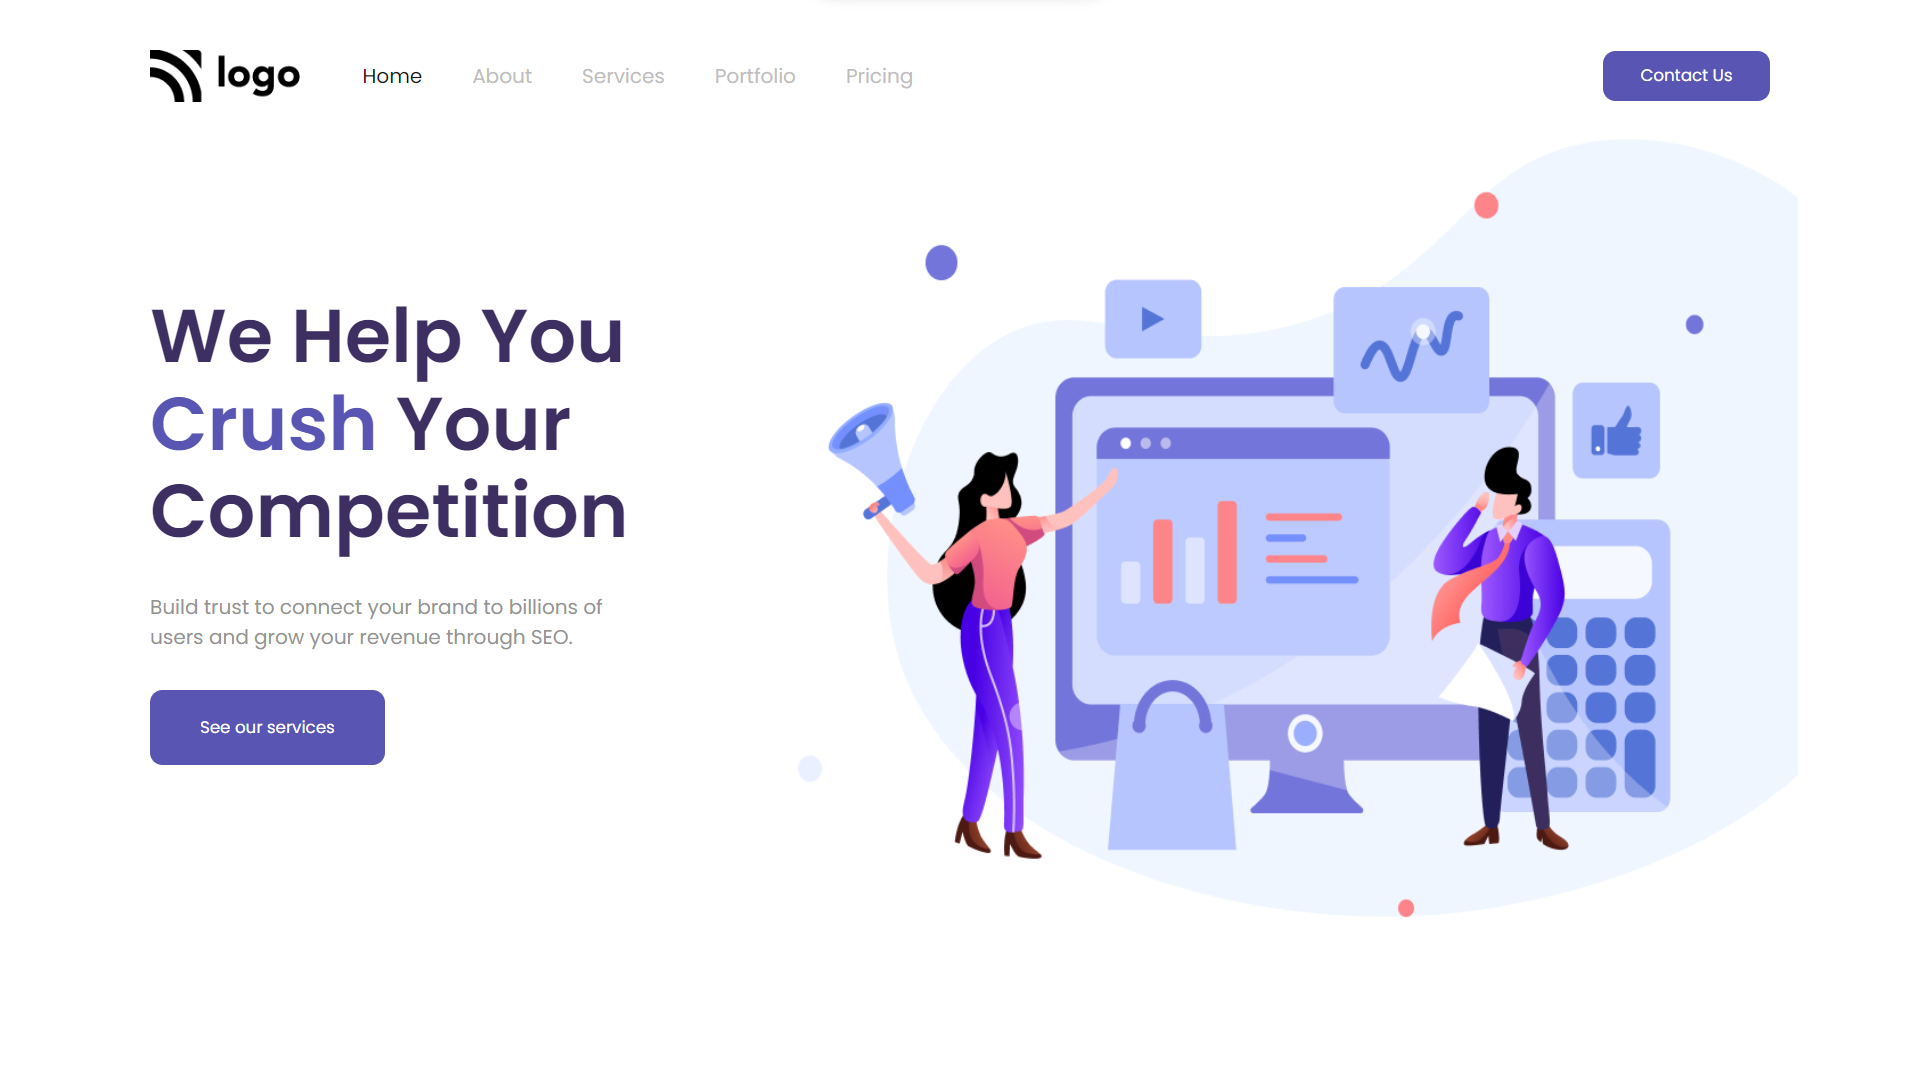 logo Home About Services Portfolio Pricing Contact Us
We Help You
Crush Your
Competition
Build trust to connect your brand to billions of
users and grow your revenue through SEO.
See our services